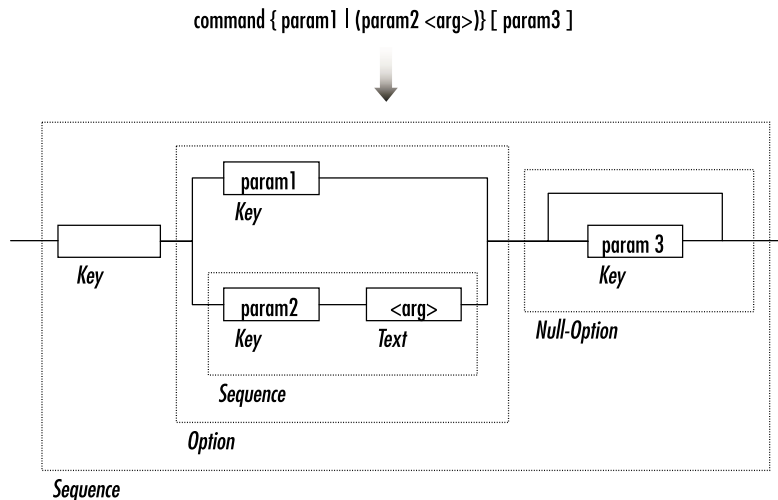 command { param1 | (param2 <arg>)} [ param3 ]
param1
Key
Key
param 3
Key
param2
<arg>
Key
Text
Null-Option
Sequence
Option
Sequence